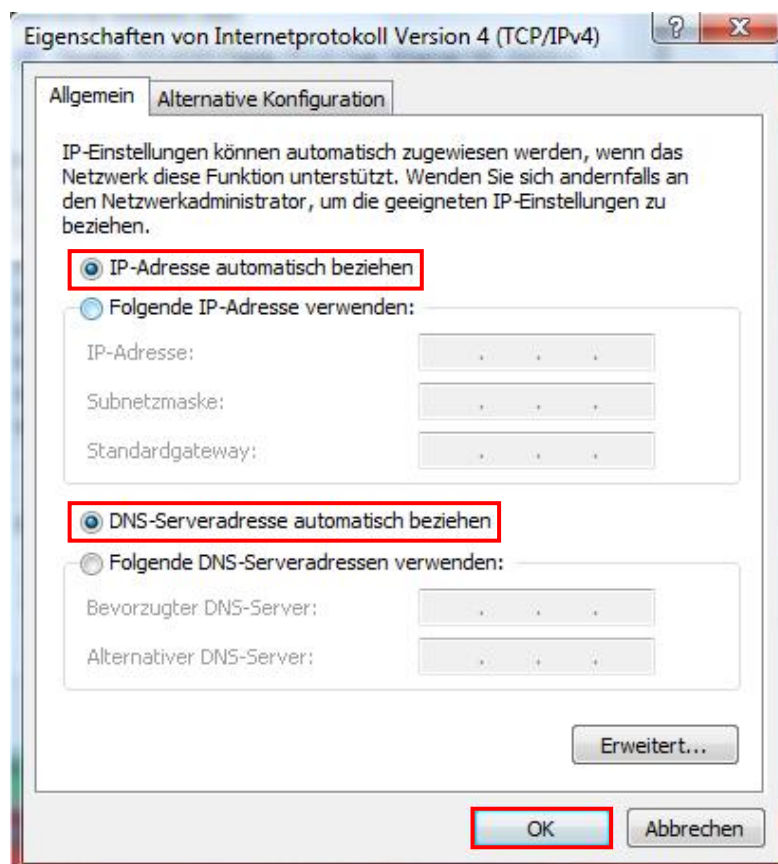 Eigenschaften von Internetprotokoll Version 4 (TCP/IPv4)
Allgemein
Alternative Konfiguration
IP-Einstellungen können automatisch zugewiesen werden, wenn das
Netzwerk diese Funktion unterstützt. Wenden Sie sich andernfalls an
den Netzwerkadministrator, um die geeigneten IP-Einstellungen zu
beziehen.
IP-Adresse automatisch beziehen
Folgende IP-Adresse verwenden:
IP-Adresse: . . .
Subnetzmaske: . . .
Standardgateway: . . .
DNS-Serveradresse automatisch beziehen
Folgende DNS-Serveradressen verwenden:
Bevorzugter DNS-Server: . . .
Alternativer DNS-Server: . . .
Erweitert...
OK Abbrechen